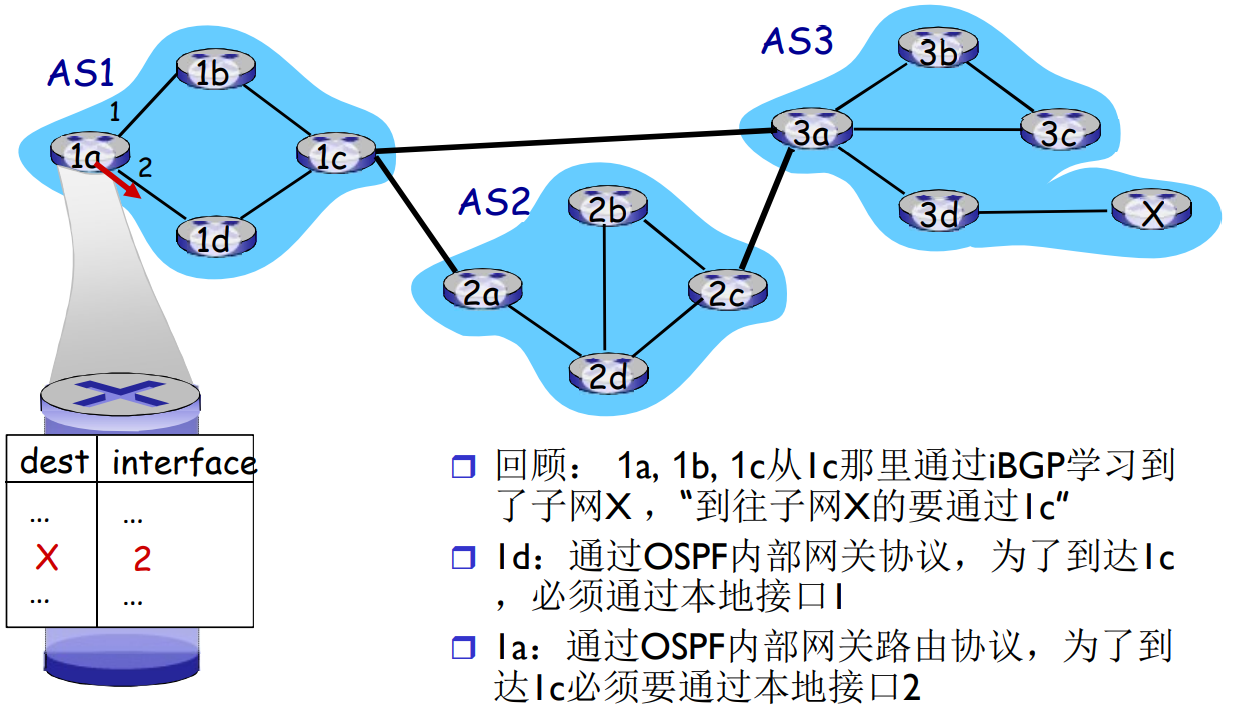 AS1
1b
1
1a
2
1c
1d
AS3
3b
3a
3c
3d
X
AS2
2b
2a
2c
2d
dest interface
... ...
X 2
... ...
回顾： 1a, 1b, 1c从1c那里通过iBGP学习到
了子网X ，“到往子网X的要通过1c”
1d：通过OSPF内部网关协议，为了到达1c
，必须通过本地接口1
1a：通过OSPF内部网关路由协议，为了到
达1c必须要通过本地接口2